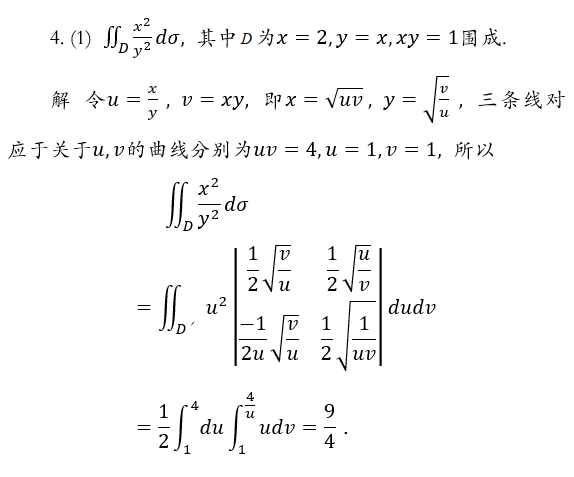 4. (1) ∬_D x²/y² dσ, 其中D为x = 2, y = x, xy = 1围成.
解 令u = x/y , v = xy, 即x = √(uv) , y = √(v/u) , 三条线对
应于关于u, v的曲线分别为uv = 4, u = 1, v = 1, 所以
∬_D x²/y² dσ
= ∬_D′ u² | 1/2 √(v/u) 1/2 √(u/v) ; −1/(2u) √(v/u) 1/2 √(1/(uv)) | dudv
= 1/2 ∫_1^4 du ∫_1^(4/u) udv = 9/4 .